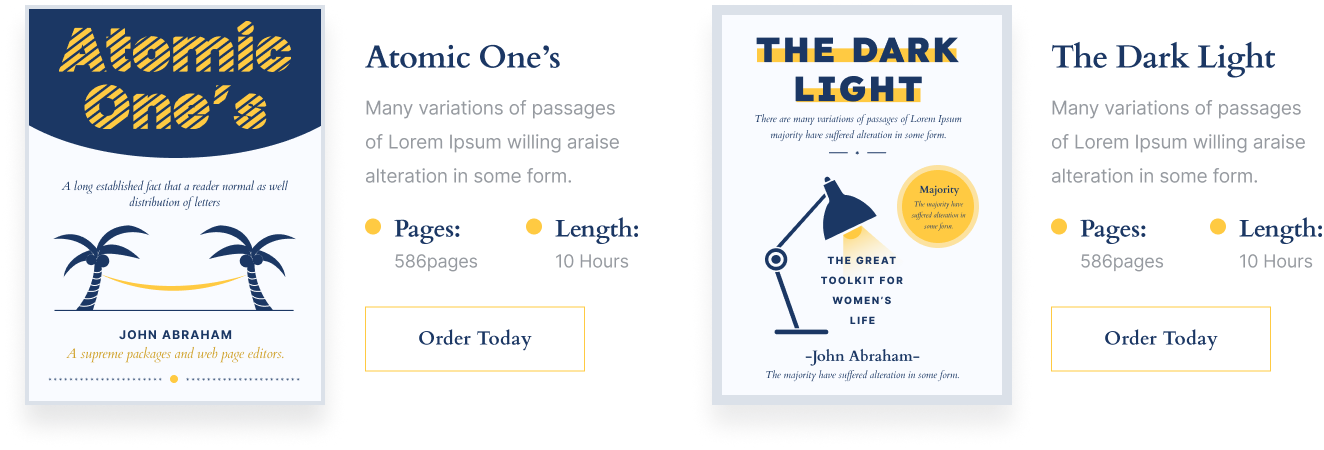 Atomic
One's
A long established fact that a reader normal as well
distribution of letters
JOHN ABRAHAM
A supreme packages and web page editors.
Atomic One's
Many variations of passages
of Lorem Ipsum willing araise
alteration in some form.
Pages:
586pages
Length:
10 Hours
Order Today
THE DARK
LIGHT
There are many variations of passages of Lorem Ipsum
majority have suffered alteration in some form.
Majority
The majority have
suffered alteration in
some form.
THE GREAT
TOOLKIT FOR
WOMEN'S
LIFE
-John Abraham-
The majority have suffered alteration in some form.
The Dark Light
Many variations of passages
of Lorem Ipsum willing araise
alteration in some form.
Pages:
586pages
Length:
10 Hours
Order Today